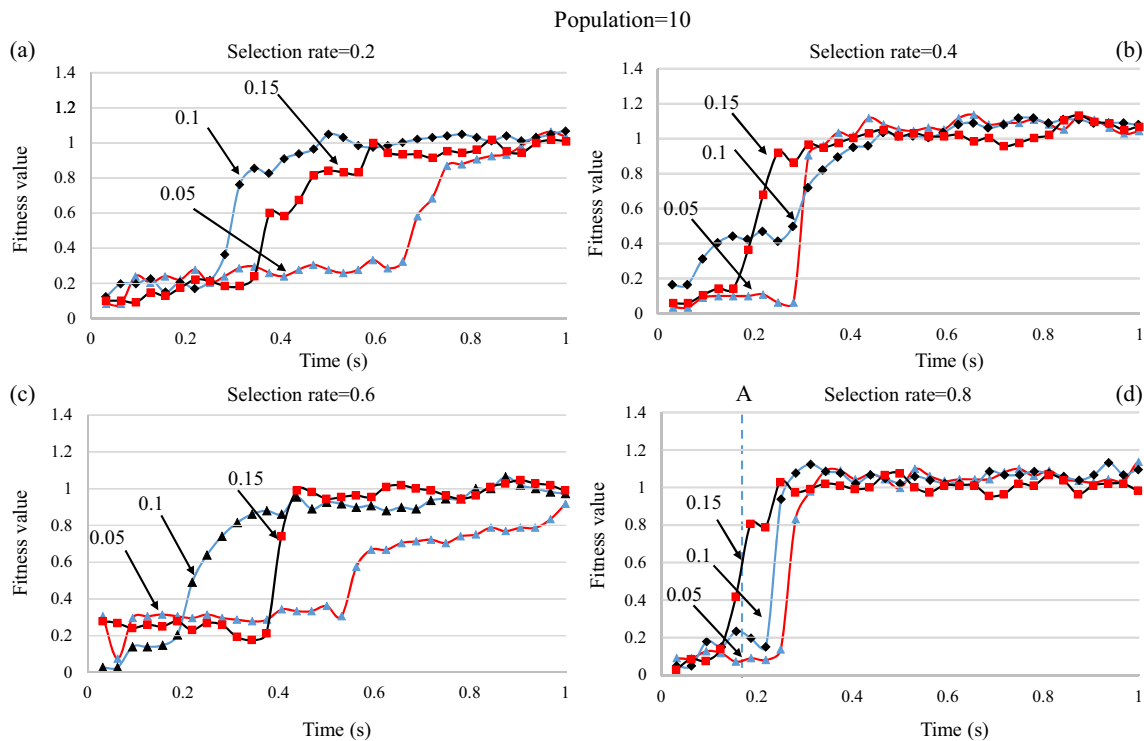 Population=10
(a)
Selection rate=0.2
1.4
1.2
1
0.8
0.6
0.4
0.2
0
Fitness value
0.1
0.15
0.05
0 0.2 0.4 0.6 0.8 1
Time (s)
(b)
Selection rate=0.4
1.4
1.2
1
0.8
0.6
0.4
0.2
0
Fitness value
0.15
0.1
0.05
0 0.2 0.4 0.6 0.8 1
Time (s)
(c)
Selection rate=0.6
1.4
1.2
1
0.8
0.6
0.4
0.2
0
Fitness value
0.15
0.1
0.05
0 0.2 0.4 0.6 0.8 1
Time (s)
A
Selection rate=0.8
(d)
1.4
1.2
1
0.8
0.6
0.4
0.2
0
Fitness value
0.15
0.1
0.05
0 0.2 0.4 0.6 0.8 1
Time (s)